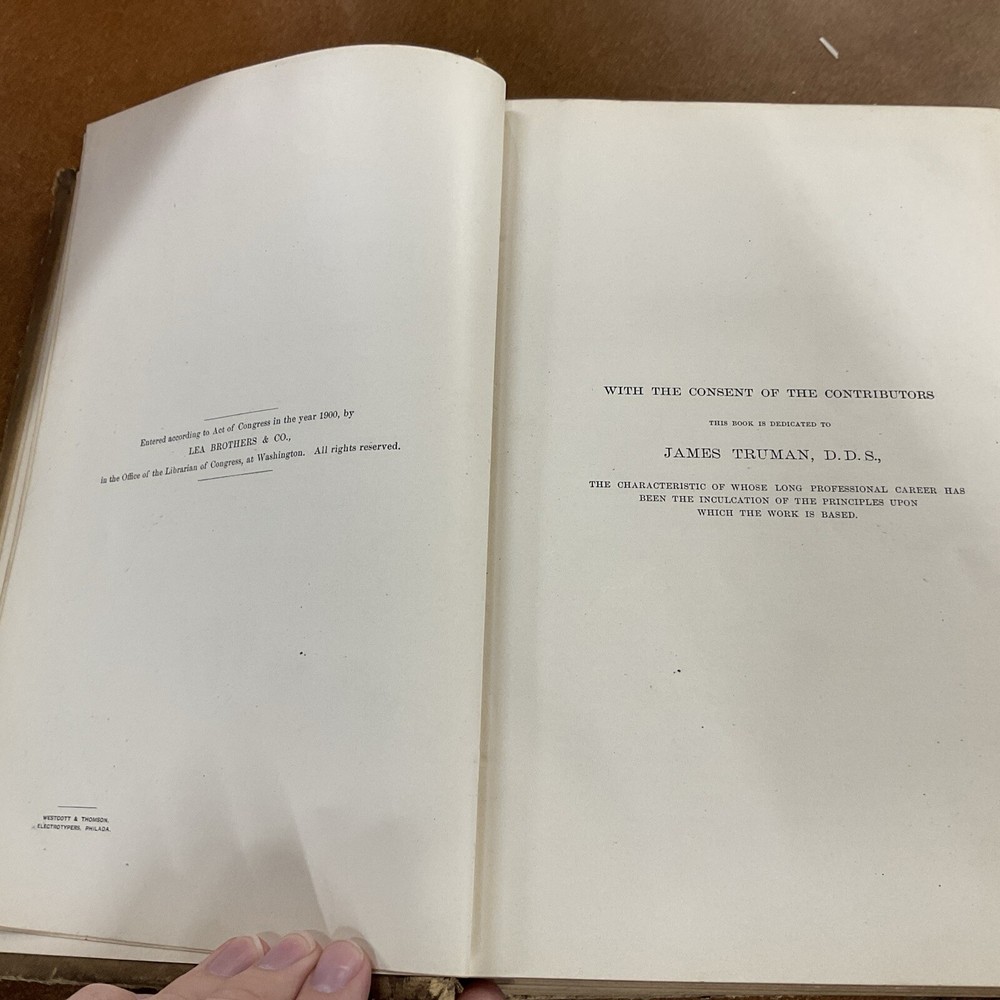 Entered according to Act of Congress in the year 1900, by
LEA BROTHERS & CO.,
in the Office of the Librarian of Congress, at Washington. All rights reserved.
WESTCOTT & THOMSON,
ELECTROTYPERS, PHILADA.
WITH THE CONSENT OF THE CONTRIBUTORS
THIS BOOK IS DEDICATED TO
JAMES TRUMAN, D.D.S.,
THE CHARACTERISTIC OF WHOSE LONG PROFESSIONAL CAREER HAS
BEEN THE INCULCATION OF THE PRINCIPLES UPON
WHICH THE WORK IS BASED.